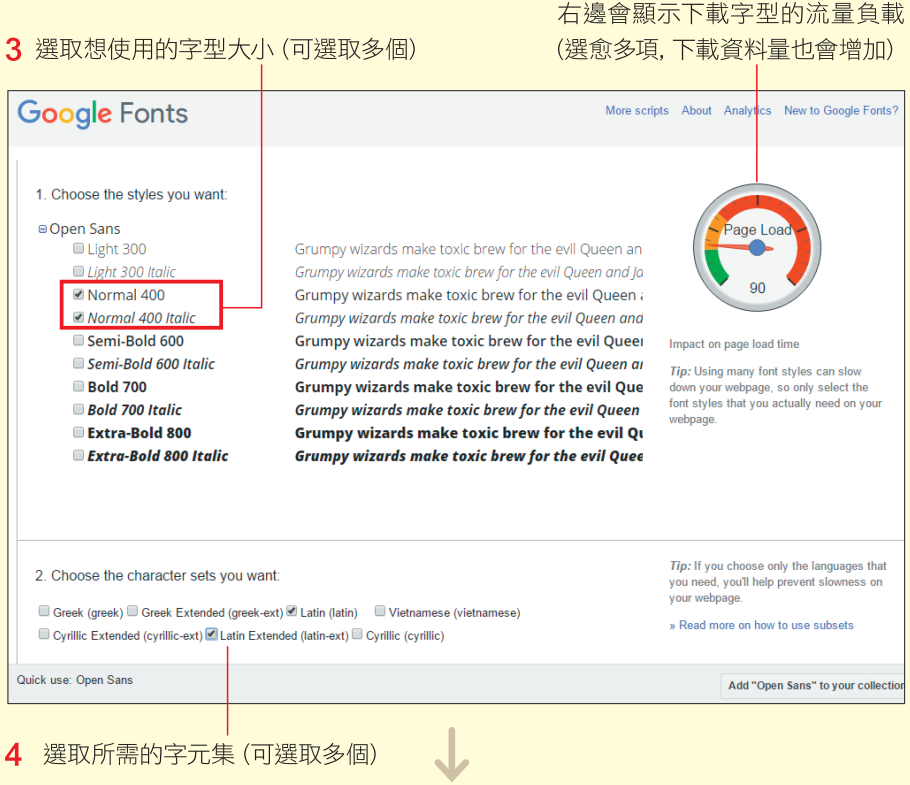 右邊會顯示下載字型的流量負載
(選愈多項, 下載資料量也會增加)
3 選取想使用的字型大小 (可選取多個)
Google Fonts
More scripts About Analytics New to Google Fonts?
1. Choose the styles you want:
Open Sans
Light 300 Grumpy wizards make toxic brew for the evil Queen an
Light 300 Italic Grumpy wizards make toxic brew for the evil Queen and Ja
Normal 400 Grumpy wizards make toxic brew for the evil Queen a
Normal 400 Italic Grumpy wizards make toxic brew for the evil Queen and
Semi-Bold 600 Grumpy wizards make toxic brew for the evil Queen
Semi-Bold 600 Italic Grumpy wizards make toxic brew for the evil Queen an
Bold 700 Grumpy wizards make toxic brew for the evil Que
Bold 700 Italic Grumpy wizards make toxic brew for the evil Queen
Extra-Bold 800 Grumpy wizards make toxic brew for the evil Qu
Extra-Bold 800 Italic Grumpy wizards make toxic brew for the evil Quee
Page Load
90
Impact on page load time
Tip: Using many font styles can slow
down your webpage, so only select the
font styles that you actually need on your
webpage.
2. Choose the character sets you want:
Greek (greek) Greek Extended (greek-ext) Latin (latin) Vietnamese (vietnamese)
Cyrillic Extended (cyrillic-ext) Latin Extended (latin-ext) Cyrillic (cyrillic)
Tip: If you choose only the languages that
you need, you'll help prevent slowness on
your webpage.
» Read more on how to use subsets
Quick use: Open Sans
Add "Open Sans" to your collection
4 選取所需的字元集 (可選取多個)